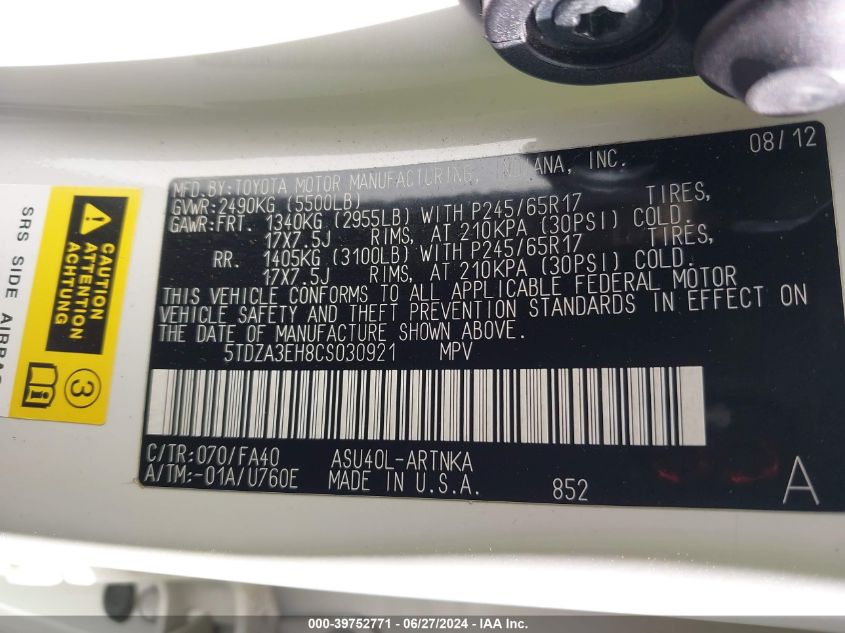 08/12
MFD.BY:TOYOTA MOTOR MANUFACTURING, INDIANA, INC.
GVWR:2490KG (5500LB)
GAWR:FRT. 1340KG (2955LB) WITH P245/65R17 TIRES,
17X7.5J RIMS, AT 210KPA (30PSI) COLD.
RR. 1405KG (3100LB) WITH P245/65R17 TIRES,
17X7.5J RIMS, AT 210KPA (30PSI) COLD.
THIS VEHICLE CONFORMS TO ALL APPLICABLE FEDERAL MOTOR
VEHICLE SAFETY AND THEFT PREVENTION STANDARDS IN EFFECT ON
THE DATE OF MANUFACTURE SHOWN ABOVE.
5TDZA3EH8CS030921 MPV
C/TR:070/FA40 ASU40L-ARTNKA
A/TM:-01A/U760E MADE IN U.S.A. 852 A
CAUTION
ATTENTION
ACHTUNG
3
SRS SIDE
000-39752771 - 06/27/2024 - IAA Inc.